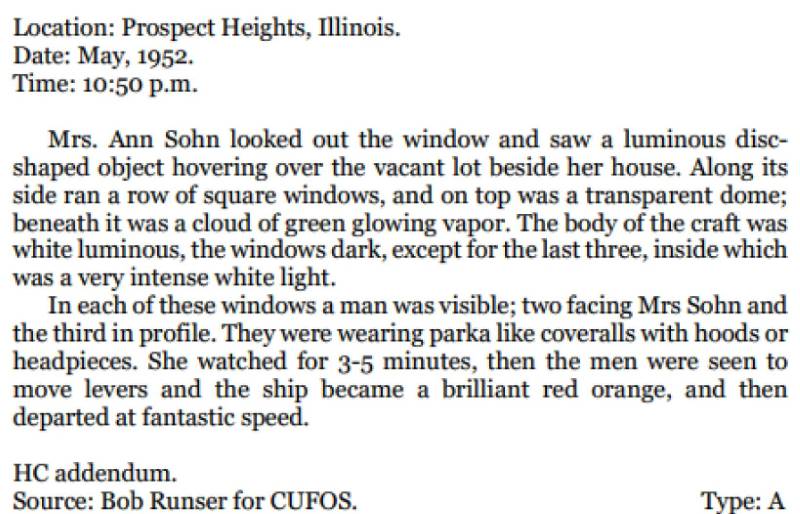 Location: Prospect Heights, Illinois.
Date: May, 1952.
Time: 10:50 p.m.
Mrs. Ann Sohn looked out the window and saw a luminous disc-
shaped object hovering over the vacant lot beside her house. Along its
side ran a row of square windows, and on top was a transparent dome;
beneath it was a cloud of green glowing vapor. The body of the craft was
white luminous, the windows dark, except for the last three, inside which
was a very intense white light.
In each of these windows a man was visible; two facing Mrs Sohn and
the third in profile. They were wearing parka like coveralls with hoods or
headpieces. She watched for 3-5 minutes, then the men were seen to
move levers and the ship became a brilliant red orange, and then
departed at fantastic speed.
HC addendum.
Source: Bob Runser for CUFOS. Type: A